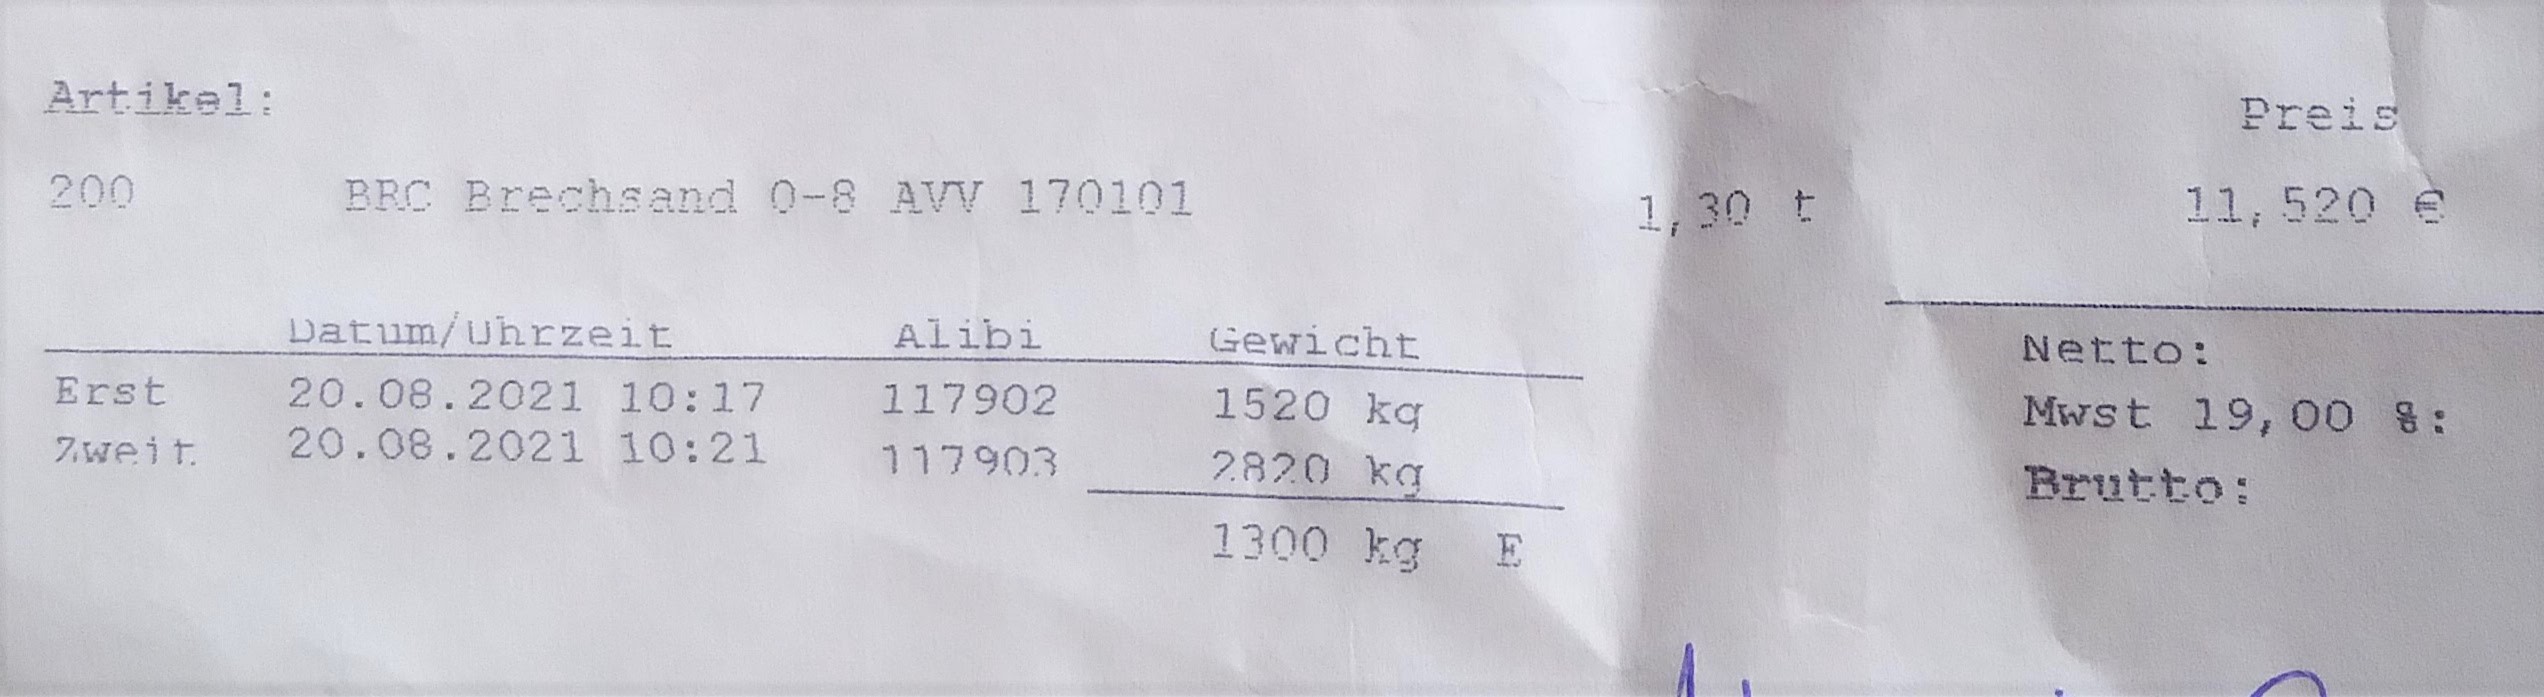 Artikel:
Preis
200 BRC Brechsand 0-8 AVV 170101 1,30 t 11,520 €
Datum/Uhrzeit Alibi Gewicht
Erst 20.08.2021 10:17 117902 1520 kg
Zweit 20.08.2021 10:21 117903 2820 kg
1300 kg E
Netto:
Mwst 19,00 %:
Brutto: